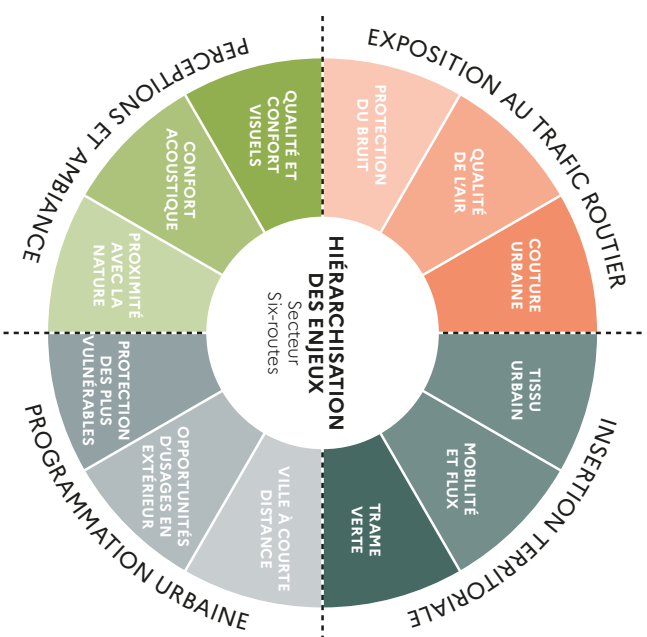 HIÉRARCHISATION
DES ENJEUX
Secteur
Six-routes
EXPOSITION AU TRAFIC ROUTIER
PROTECTION
DU BRUIT
QUALITÉ
DE L'AIR
COUTURE
URBAINE
INSERTION TERRITORIALE
TISSU
URBAIN
MOBILITÉ
ET FLUX
TRAME
VERTE
PROGRAMMATION URBAINE
VILLE À COURTE
DISTANCE
OPPORTUNITÉS
D'USAGES EN
EXTÉRIEUR
PROTECTION
DES PLUS
VULNÉRABLES
PERCEPTIONS ET AMBIANCE
PROXIMITÉ
AVEC LA
NATURE
CONFORT
ACOUSTIQUE
QUALITÉ ET
CONFORT
VISUELS